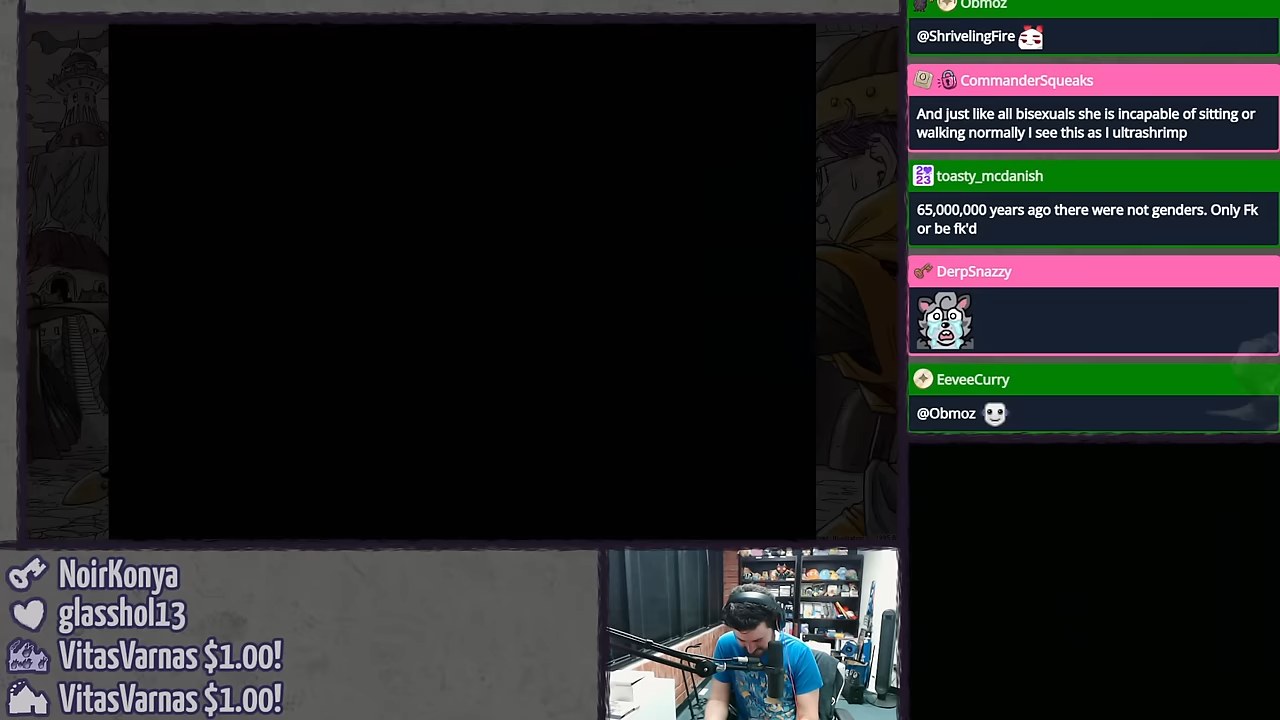 Obmoz
@ShrivelingFire
CommanderSqueaks
And just like all bisexuals she is incapable of sitting or
walking normally I see this as I ultrashrimp
toasty_mcdanish
65,000,000 years ago there were not genders. Only Fk
or be fk'd
DerpSnazzy
EeveeCurry
@Obmoz
NoirKonya
glasshol13
VitasVarnas $1.00!
VitasVarnas $1.00!